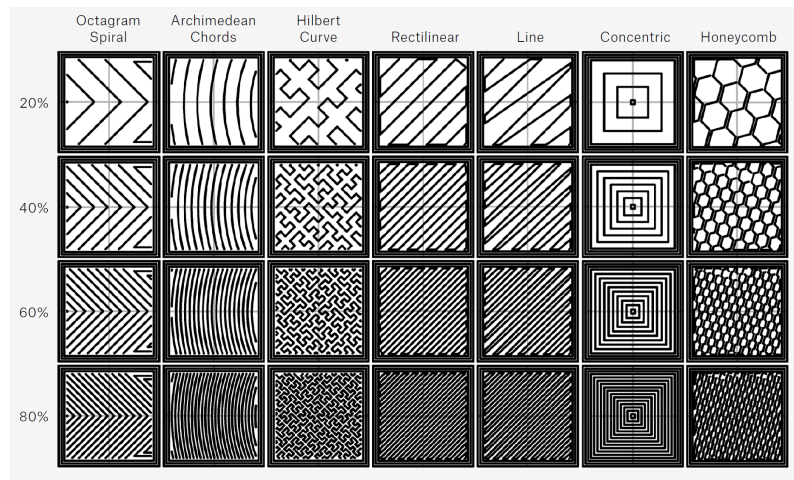 Octagram
Spiral
Archimedean
Chords
Hilbert
Curve
Rectilinear
Line
Concentric
Honeycomb
20%
40%
60%
80%